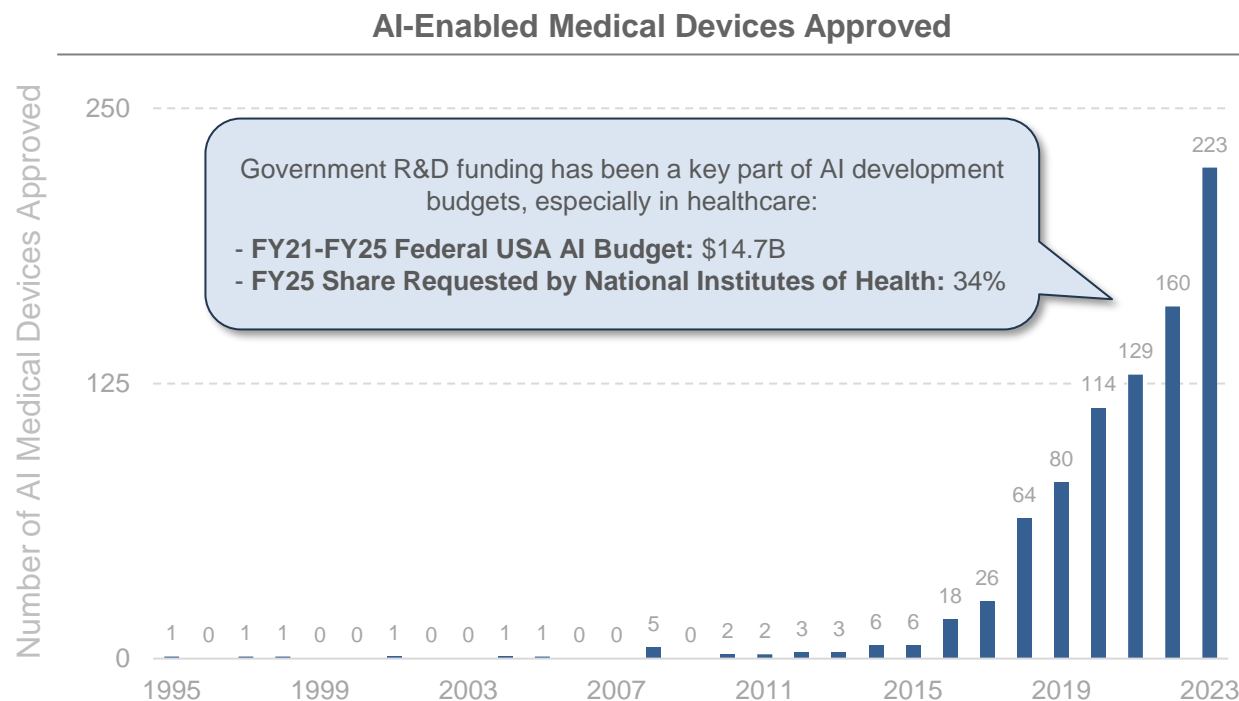 AI-Enabled Medical Devices Approved
Number of AI Medical Devices Approved
250
125
0
Government R&D funding has been a key part of AI development
budgets, especially in healthcare:
- FY21-FY25 Federal USA AI Budget: $14.7B
- FY25 Share Requested by National Institutes of Health: 34%
1 0 1 1 0 0 1 0 0 1 1 0 0 5 0 2 2 3 3 6 6 18 26 64 80 114 129 160 223
1995 1999 2003 2007 2011 2015 2019 2023